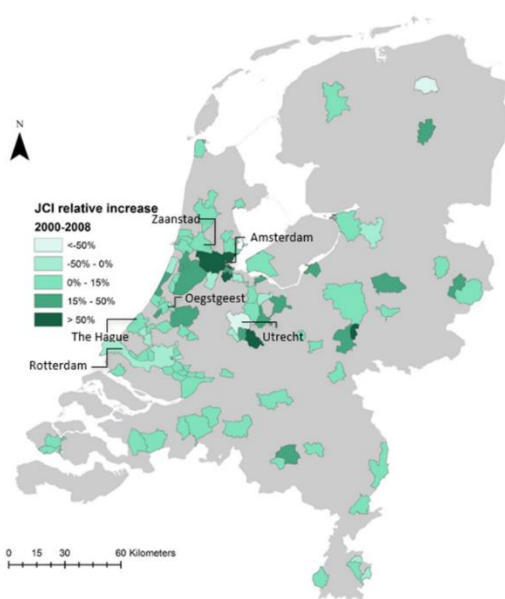 N
JCI relative increase
2000-2008
<-50%
-50% - 0%
0% - 15%
15% - 50%
> 50%
Zaanstad
Amsterdam
Oegstgeest
The Hague
Utrecht
Rotterdam
0 15 30 60 Kilometers